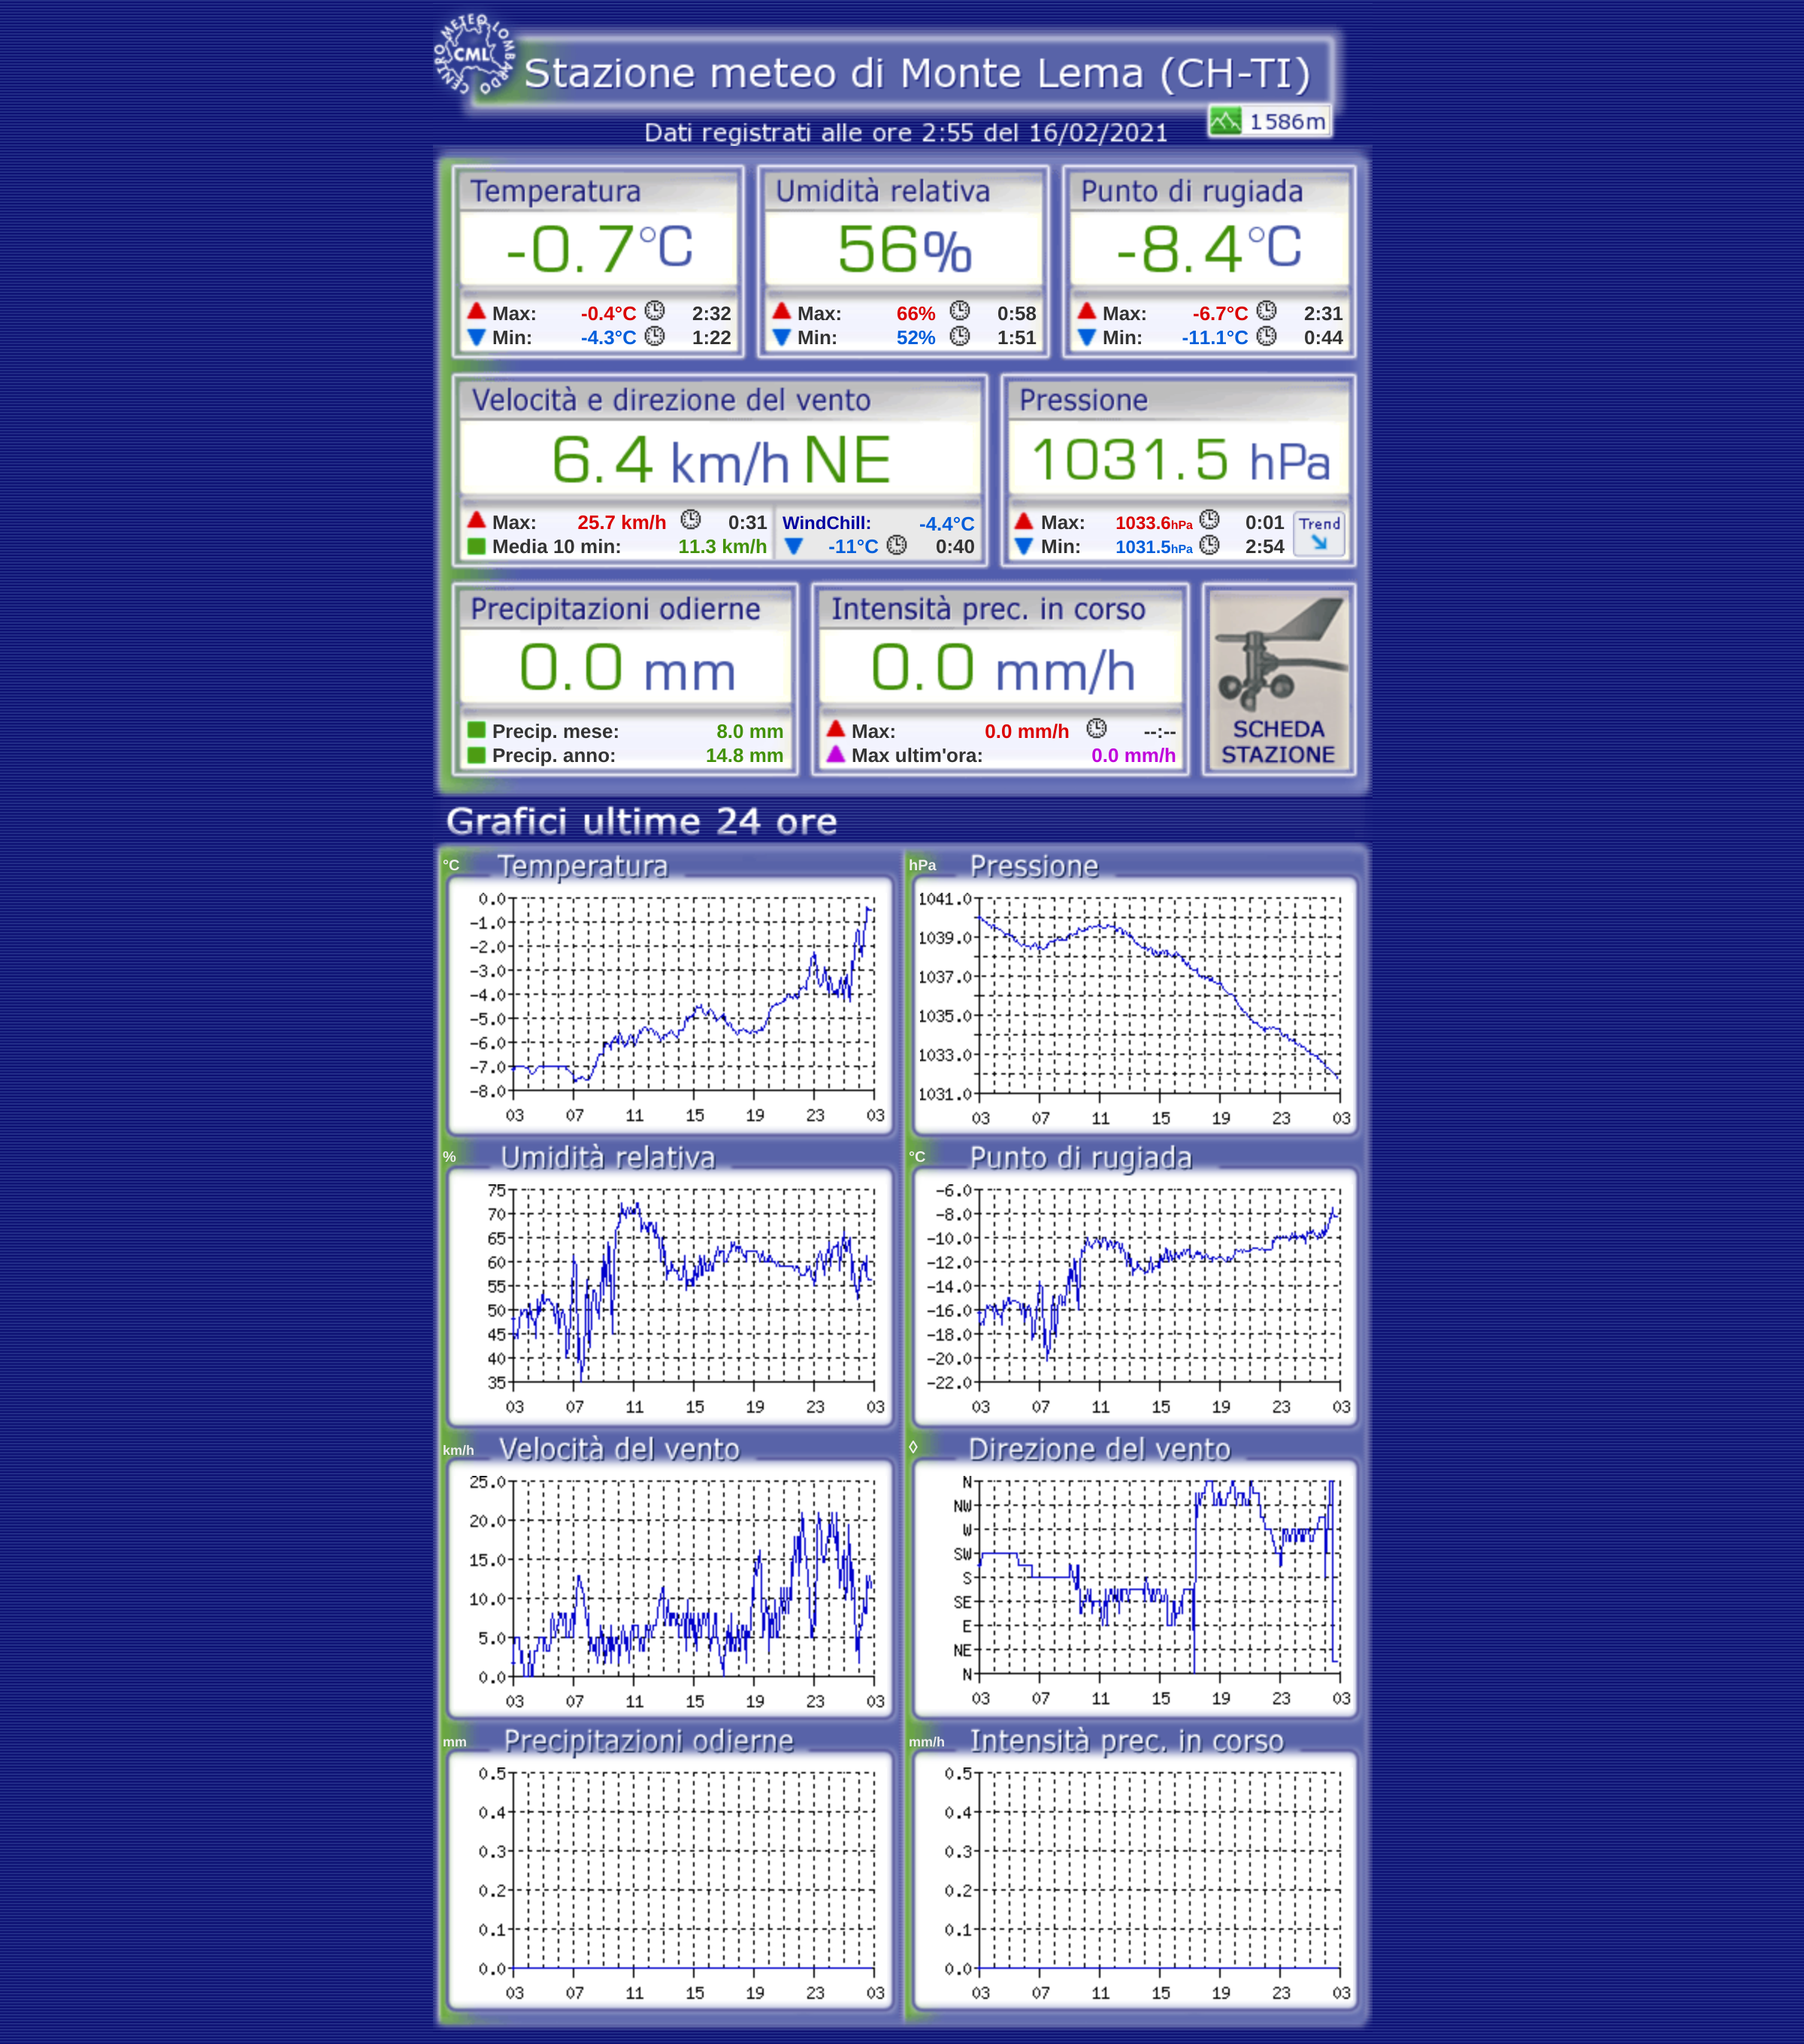 CENTRO METEO LOMBARDO
CML
Stazione meteo di Monte Lema (CH-TI)
1586m
Dati registrati alle ore 2:55 del 16/02/2021
Temperatura
-0.7°C
Max: -0.4°C 2:32
Min: -4.3°C 1:22
Umidità relativa
56%
Max: 66% 0:58
Min: 52% 1:51
Punto di rugiada
-8.4°C
Max: -6.7°C 2:31
Min: -11.1°C 0:44
Velocità e direzione del vento
6.4 km/h NE
Max: 25.7 km/h 0:31
Media 10 min: 11.3 km/h
WindChill: -4.4°C
-11°C 0:40
Pressione
1031.5 hPa
Max: 1033.6hPa 0:01
Min: 1031.5hPa 2:54
Trend
Precipitazioni odierne
0.0 mm
Precip. mese: 8.0 mm
Precip. anno: 14.8 mm
Intensità prec. in corso
0.0 mm/h
Max: 0.0 mm/h --:--
Max ultim'ora: 0.0 mm/h
SCHEDA
STAZIONE
Grafici ultime 24 ore
°C Temperatura
0.0
-1.0
-2.0
-3.0
-4.0
-5.0
-6.0
-7.0
-8.0
03 07 11 15 19 23 03
hPa Pressione
1041.0
1039.0
1037.0
1035.0
1033.0
1031.0
03 07 11 15 19 23 03
% Umidità relativa
75
70
65
60
55
50
45
40
35
03 07 11 15 19 23 03
°C Punto di rugiada
-6.0
-8.0
-10.0
-12.0
-14.0
-16.0
-18.0
-20.0
-22.0
03 07 11 15 19 23 03
km/h Velocità del vento
25.0
20.0
15.0
10.0
5.0
0.0
03 07 11 15 19 23 03
◊ Direzione del vento
N
NW
W
SW
S
SE
E
NE
N
03 07 11 15 19 23 03
mm Precipitazioni odierne
0.5
0.4
0.3
0.2
0.1
0.0
03 07 11 15 19 23 03
mm/h Intensità prec. in corso
0.5
0.4
0.3
0.2
0.1
0.0
03 07 11 15 19 23 03